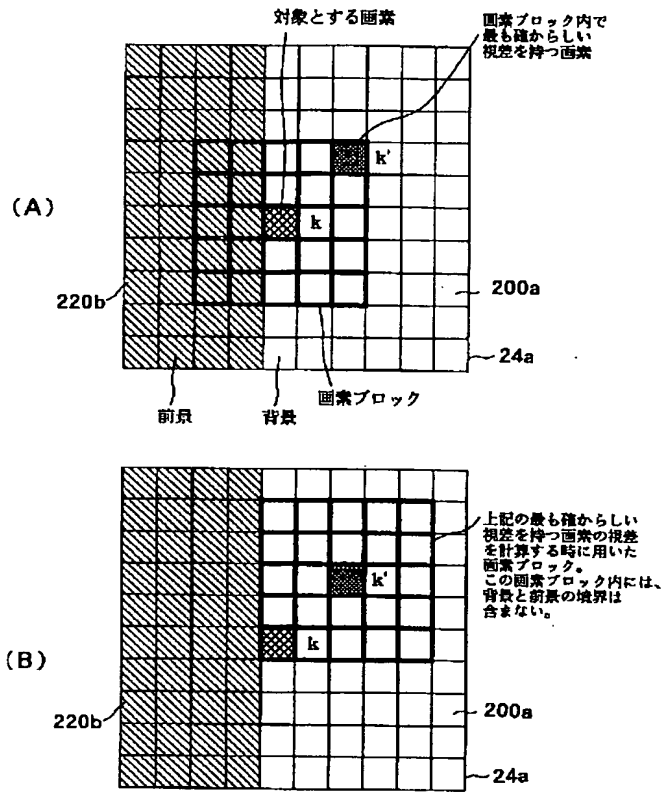 対象とする画素
画素ブロック内で
最も確からしい
視差を持つ画素
k'
(A)
k
200a
220b
24a
画素ブロック
前景
背景
上記の最も確からしい
視差を持つ画素の視差
を計算する時に用いた
画素ブロック。
この画素ブロック内には、
背景と前景の境界は
含まない。
k'
k
(B)
200a
220b
24a